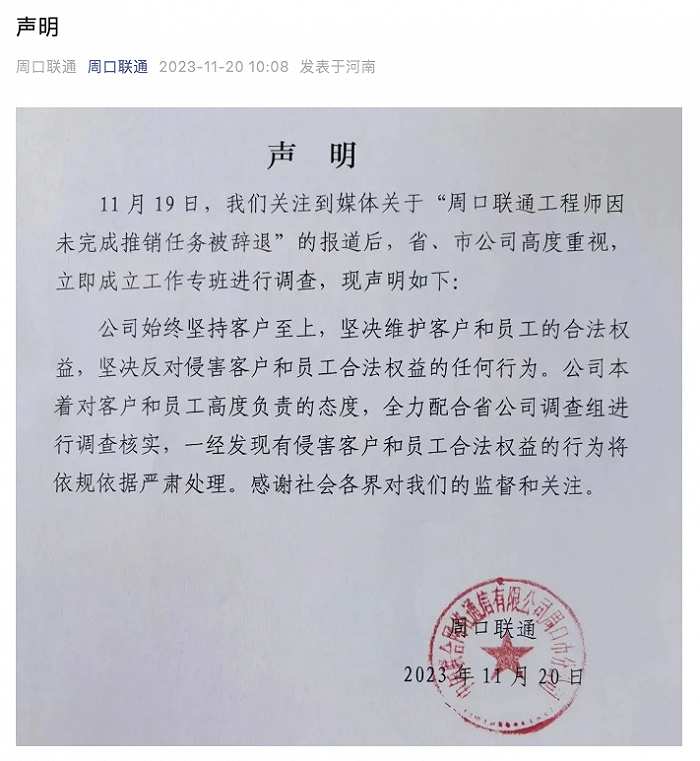 声明
周口联通 周口联通 2023-11-20 10:08 发表于河南
声 明
11月19日，我们关注到媒体关于“周口联通工程师因
未完成推销任务被辞退”的报道后，省、市公司高度重视，
立即成立工作专班进行调查，现声明如下：
公司始终坚持客户至上，坚决维护客户和员工的合法权
益，坚决反对侵害客户和员工合法权益的任何行为。公司本
着对客户和员工高度负责的态度，全力配合省公司调查组进
行调查核实，一经发现有侵害客户和员工合法权益的行为将
依规依据严肃处理。感谢社会各界对我们的监督和关注。
中国联合网络通信有限公司周口市分公司
周口联通
2023 年 11 月 20 日